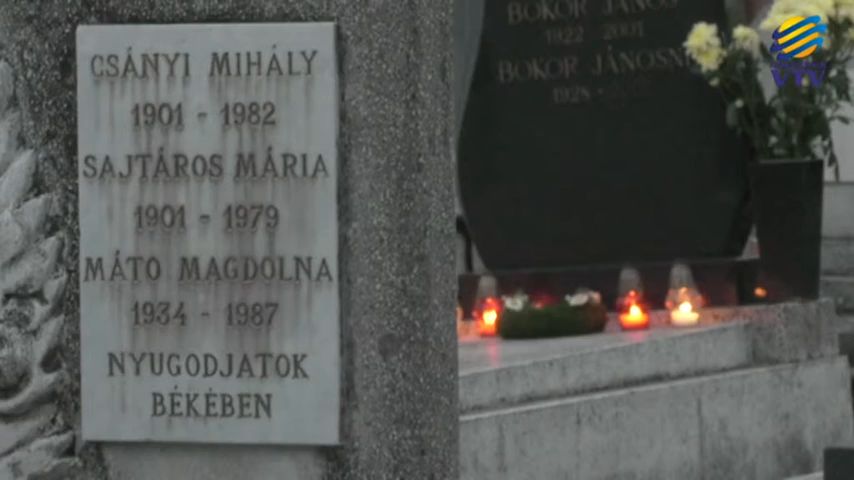 CSÁNYI MIHÁLY
1901 - 1982
SAJTÁROS MÁRIA
1901 - 1979
MÁTO MAGDOLNA
1934 - 1987
NYUGODJATOK
BÉKÉBEN
BOKOR JÁNOS
1922 2001
BOKOR JÁNOSN
1928 -
VTV